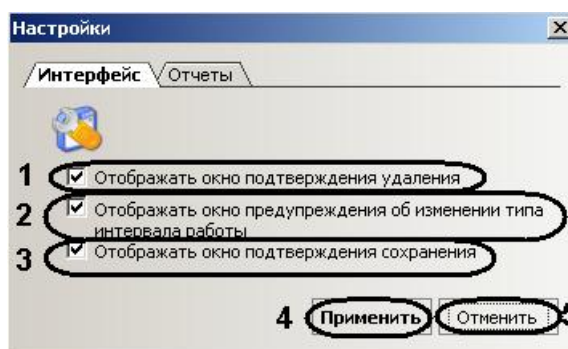 Настройки
Интерфейс Отчеты
1 Отображать окно подтверждения удаления
2 Отображать окно предупреждения об изменении типа
интервала работы
3 Отображать окно подтверждения сохранения
4 Применить Отменить 5